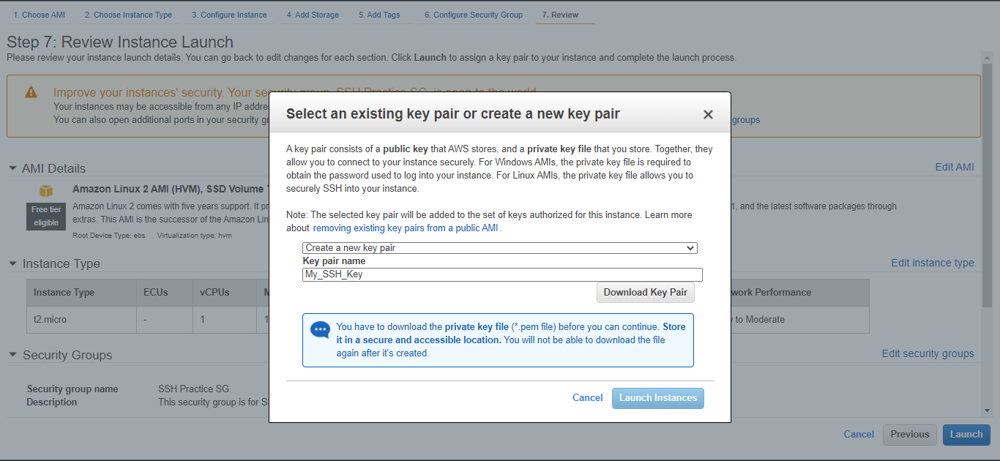 1. Choose AMI 2. Choose Instance Type 3. Configure Instance 4. Add Storage 5. Add Tags 6. Configure Security Group 7. Review
Step 7: Review Instance Launch
Please review your instance launch details. You can go back to edit changes for each section. Click Launch to assign a key pair to your instance and complete the launch process.
Improve your instances' security. Your security group, SSH Practice SG, is open to the world.
Your instances may be accessible from any IP addre
You can also open additional ports in your security gr
groups
Select an existing key pair or create a new key pair
A key pair consists of a public key that AWS stores, and a private key file that you store. Together, they
allow you to connect to your instance securely. For Windows AMIs, the private key file is required to
obtain the password used to log into your instance. For Linux AMIs, the private key file allows you to
securely SSH into your instance.
Note: The selected key pair will be added to the set of keys authorized for this instance. Learn more
about removing existing key pairs from a public AMI.
Create a new key pair
Key pair name
My_SSH_Key
Download Key Pair
You have to download the private key file (*.pem file) before you can continue. Store
it in a secure and accessible location. You will not be able to download the file
again after it's created.
Cancel Launch Instances
AMI Details Edit AMI
Amazon Linux 2 AMI (HVM), SSD Volume
Free tier
eligible
Amazon Linux 2 comes with five years support. It pr 1, and the latest software packages through
extras. This AMI is the successor of the Amazon Lin
Root Device Type: ebs Virtualization type: hvm
Instance Type Edit instance type
Instance Type ECUs vCPUs M work Performance
t2.micro - 1 1 to Moderate
Security Groups Edit security groups
Security group name SSH Practice SG
Description This security group is for S
Cancel Previous Launch